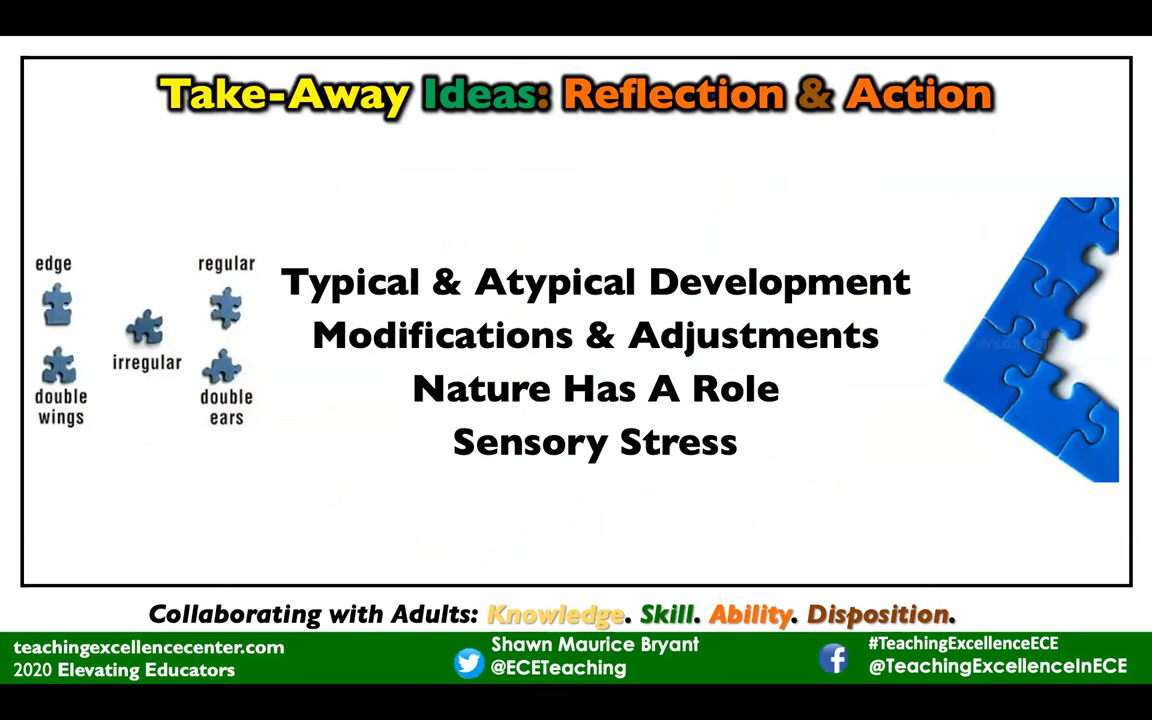 Take-Away Ideas: Reflection & Action
edge
regular
irregular
double
wings
double
ears
Typical & Atypical Development
Modifications & Adjustments
Nature Has A Role
Sensory Stress
Collaborating with Adults: Knowledge. Skill. Ability. Disposition.
teachingexcellencecenter.com
2020 Elevating Educators
Shawn Maurice Bryant
@ECETeaching
#TeachingExcellenceECE
@TeachingExcellenceInECE